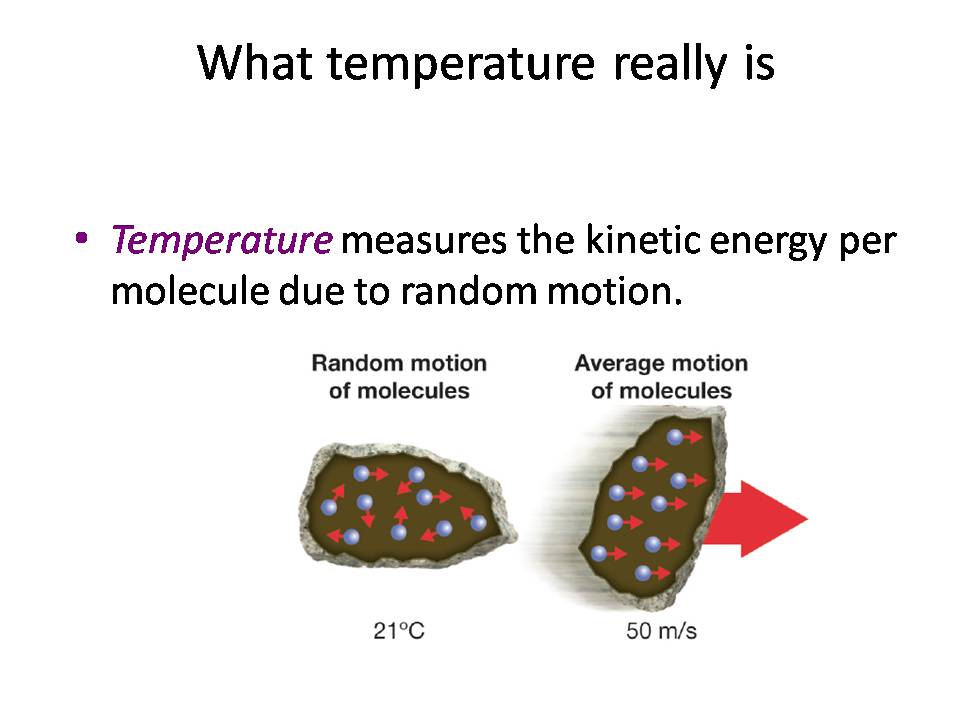 What temperature really is
• Temperature measures the kinetic energy per
molecule due to random motion.
Random motion
of molecules
Average motion
of molecules
21°C
50 m/s